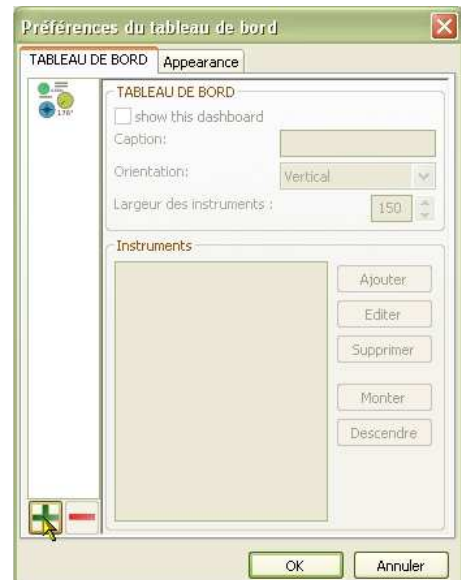 Préférences du tableau de bord
TABLEAU DE BORD Appearance
TABLEAU DE BORD
show this dashboard
Caption:
Orientation: Vertical
Largeur des instruments : 150
Instruments
Ajouter
Editer
Supprimer
Monter
Descendre
OK Annuler